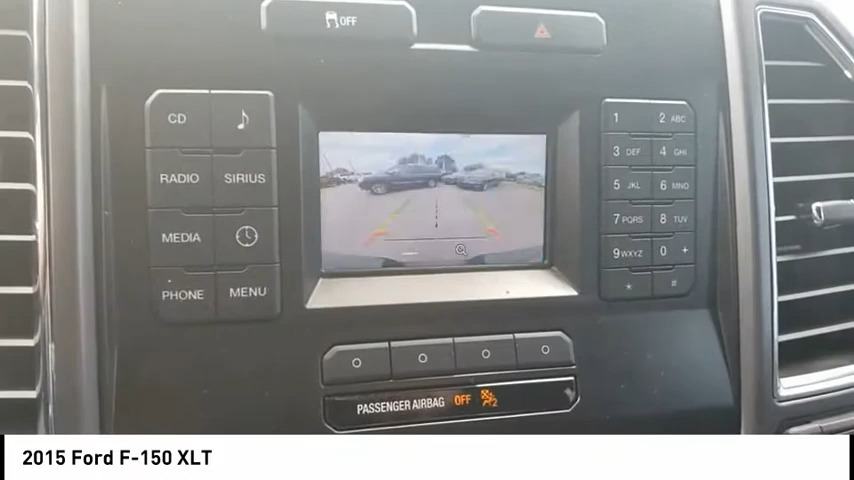 OFF
CD
RADIO SIRIUS
MEDIA
PHONE MENU
1 2 ABC
3 DEF 4 GHI
5 JKL 6 MNO
7 PQRS 8 TUV
9 WXYZ 0 +
* #
PASSENGER AIRBAG OFF 2
2015 Ford F-150 XLT